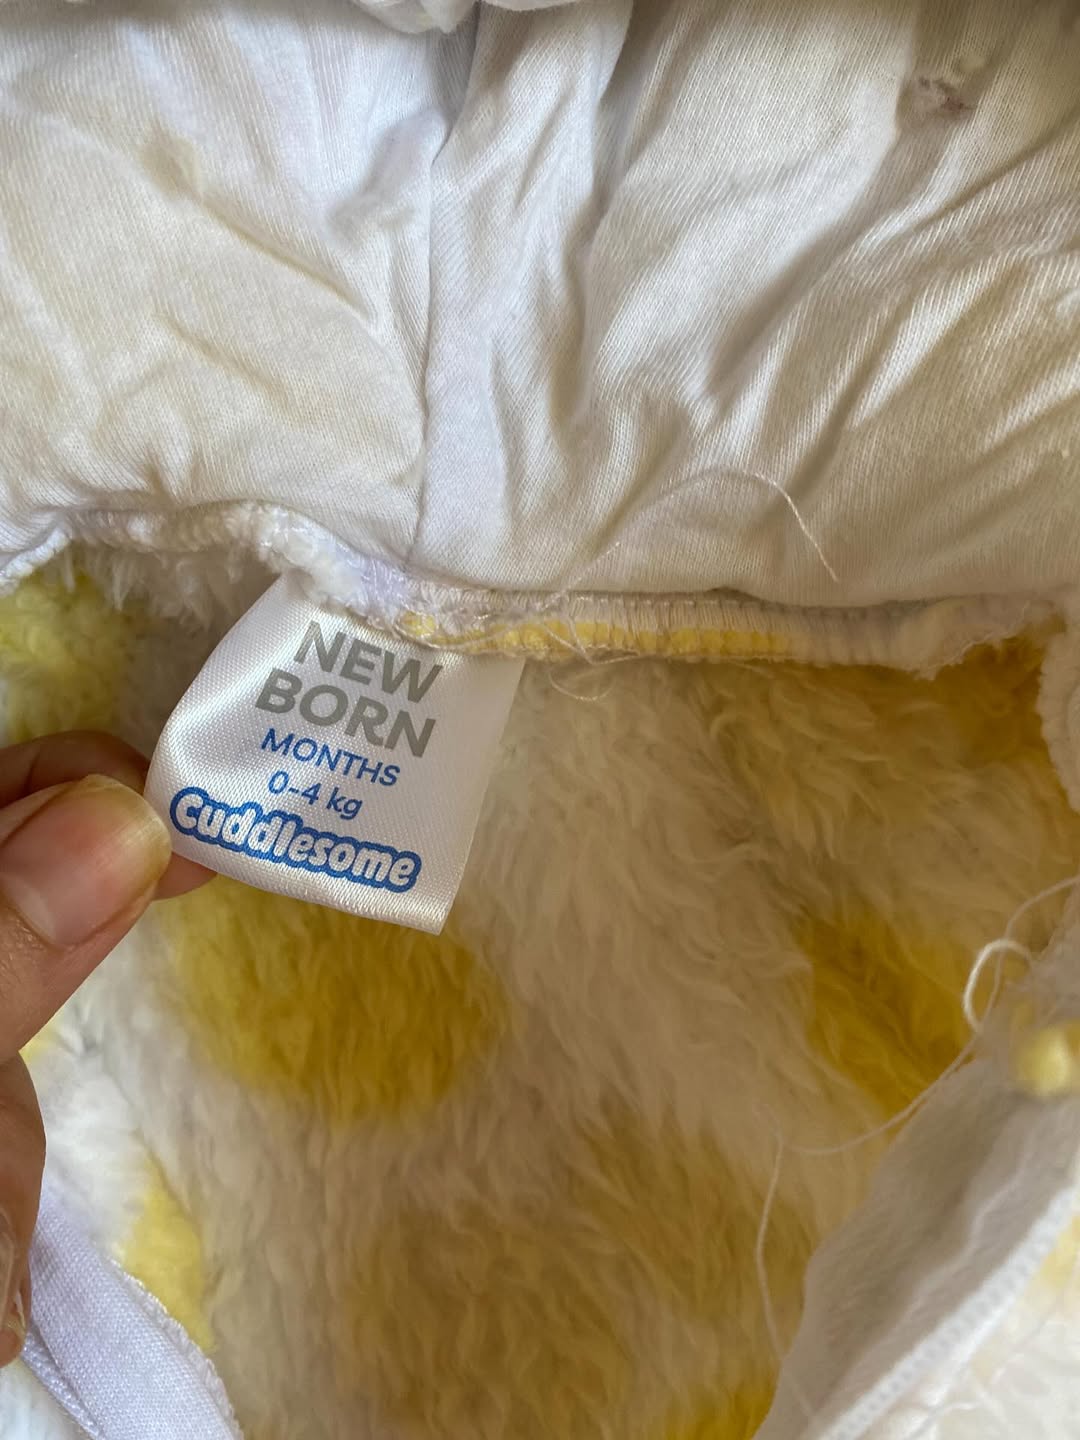 NEW
BORN
MONTHS
0-4 kg
Cuddlesome